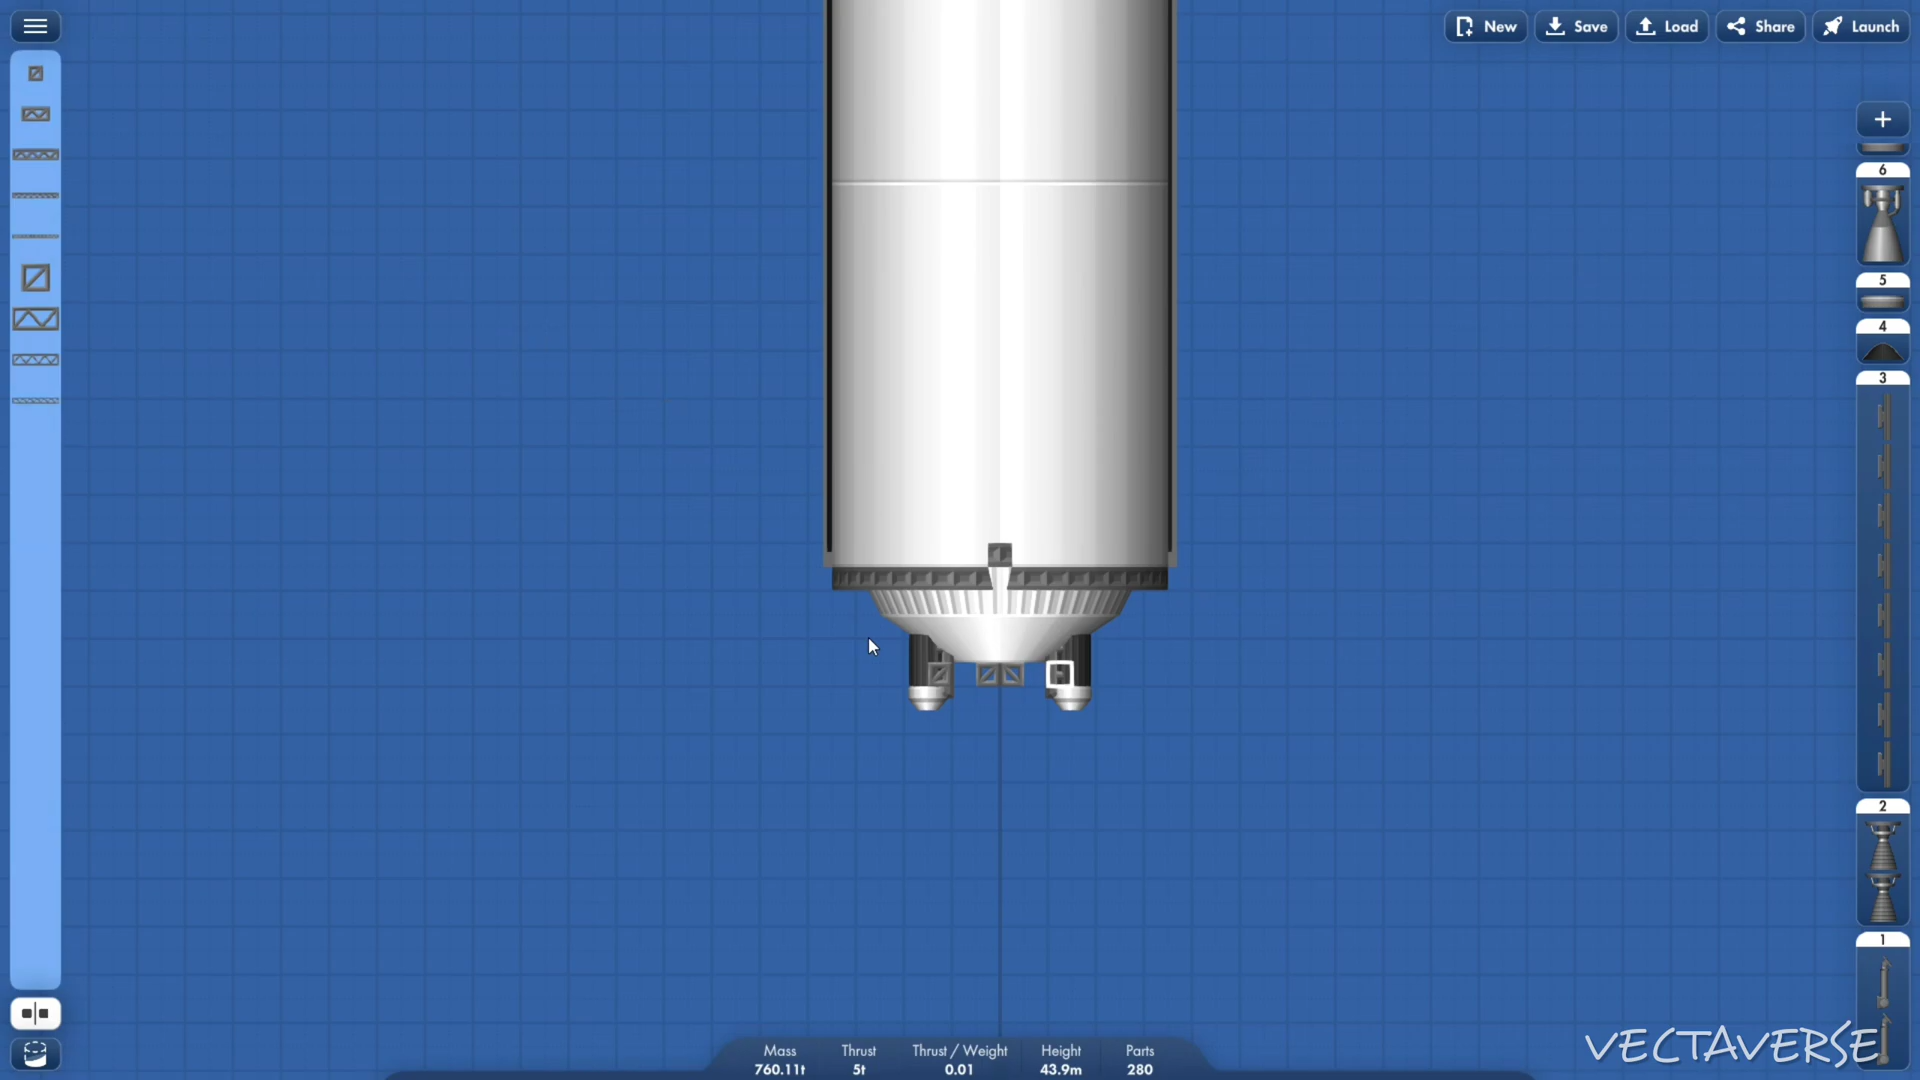 New
Save
Load
Share
Launch
6
5
4
3
2
1
Mass
Thrust
Thrust / Weight
Height
Parts
760.11t
5t
0.01
43.9m
280
VECTAVERSE